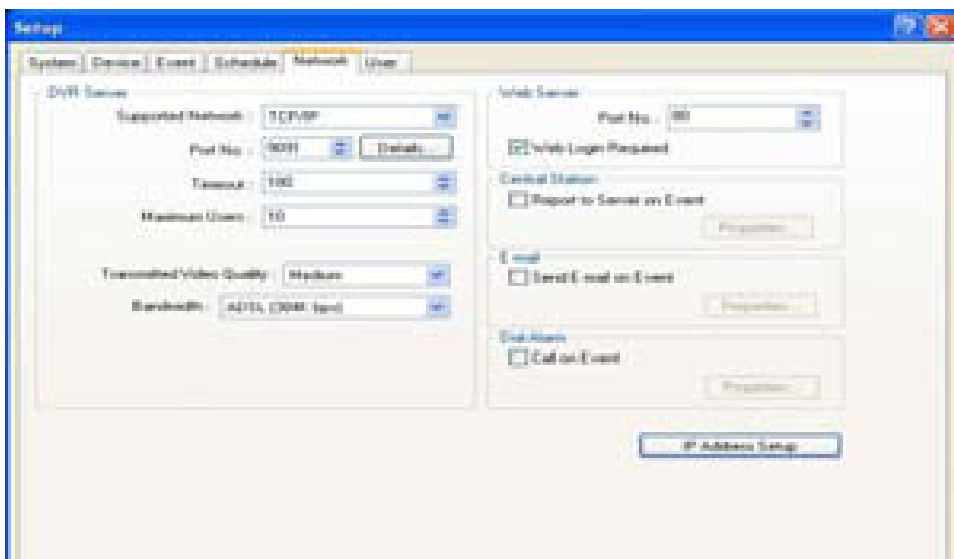 Setup
System Device Event Schedule Network User
DVR Server
Supported Network : TCP/IP
Port No. :
Details...
Timeout : 180
Maximum Users : 10
Transmitted Video Quality : Medium
Bandwidth :
Web Server
Port No. : 80
Web Login Required
Central Station
Report to Server on Event
Properties...
E-mail
Send E-mail on Event
Properties...
Dial Alarm
Call on Event
Properties...
IP Address Setup